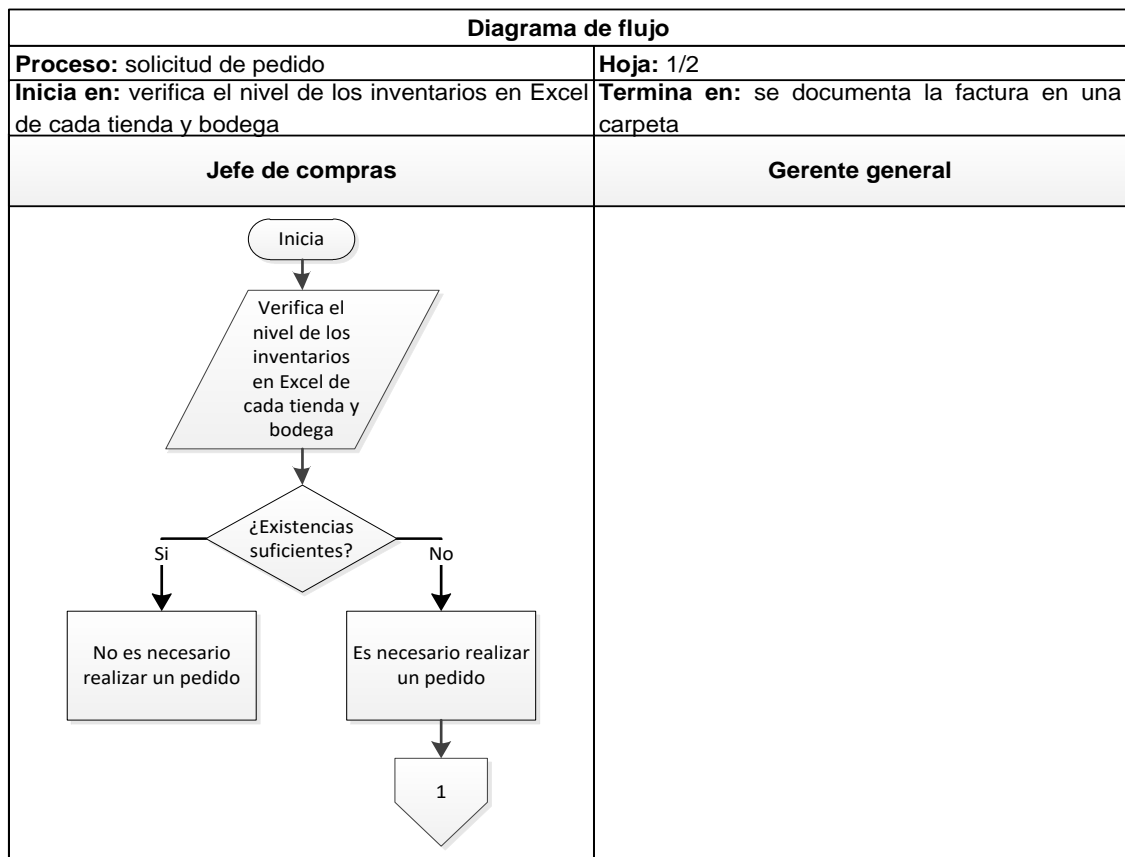 Diagrama de flujo
Proceso: solicitud de pedido
Hoja: 1/2
Inicia en: verifica el nivel de los inventarios en Excel
de cada tienda y bodega
Termina en: se documenta la factura en una
carpeta
Jefe de compras
Gerente general
Inicia
Verifica el
nivel de los
inventarios
en Excel de
cada tienda y
bodega
¿Existencias
suficientes?
Si
No
No es necesario
realizar un pedido
Es necesario realizar
un pedido
1